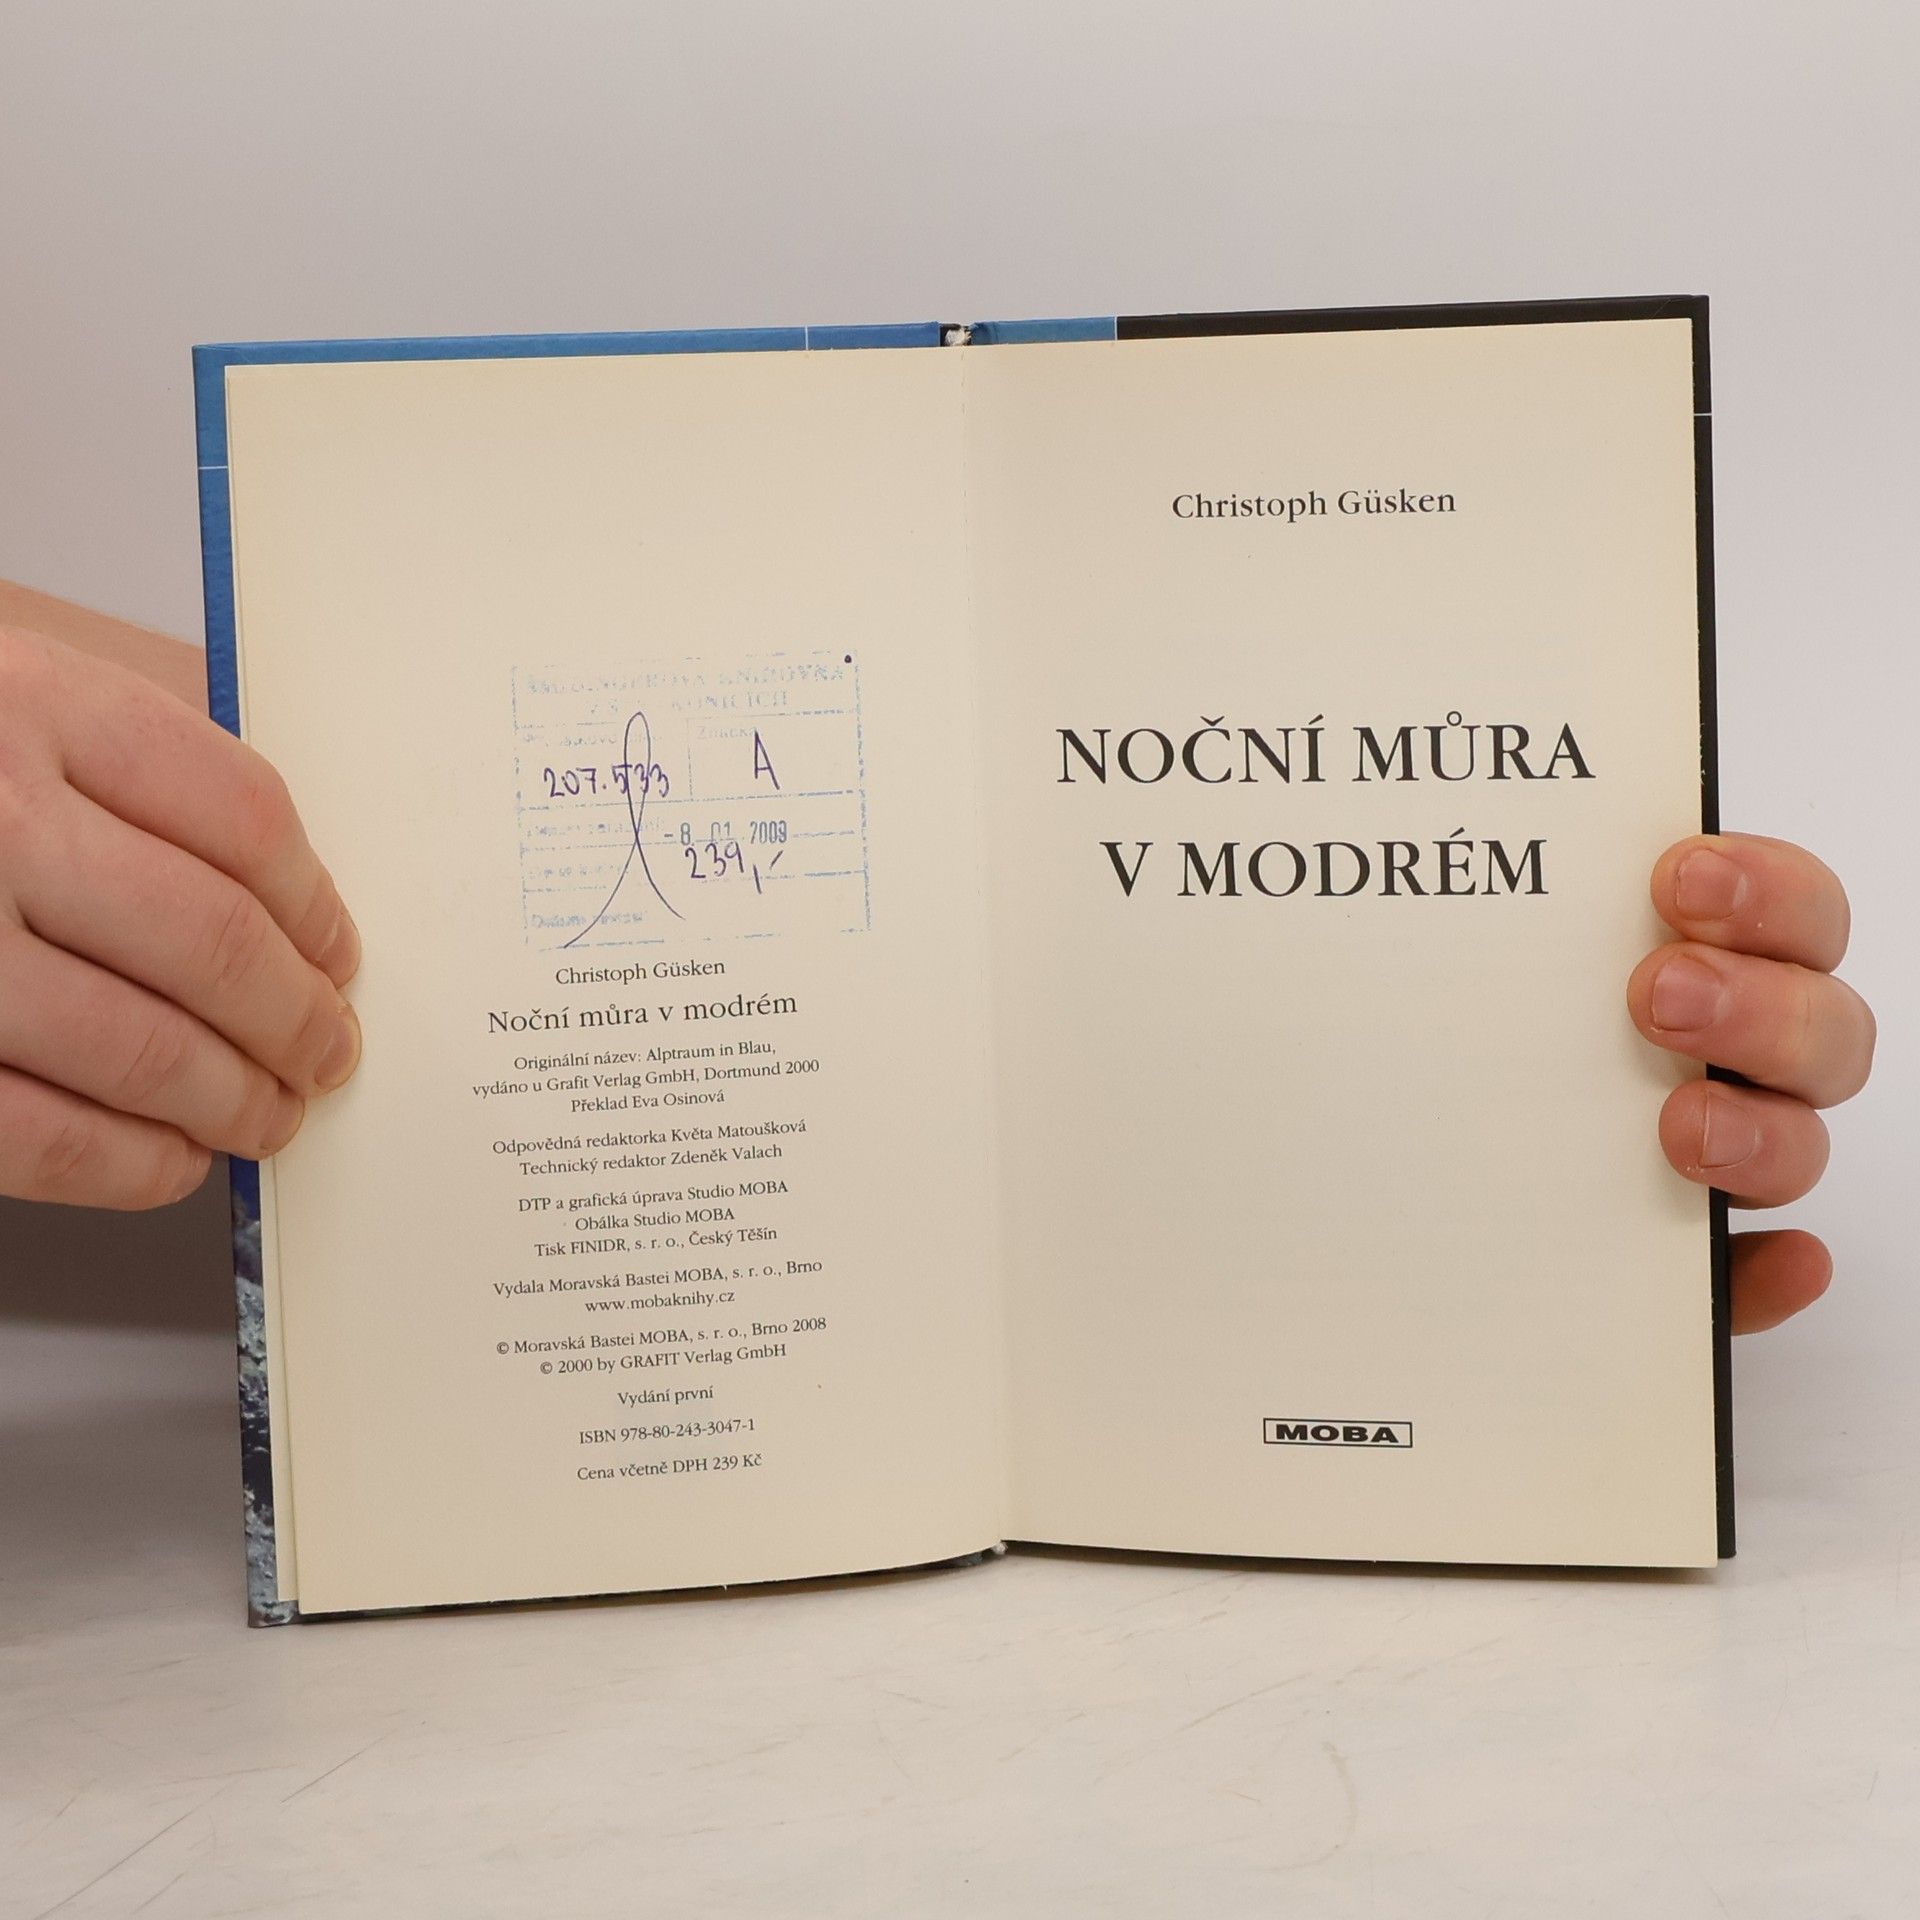 KNIHOVNA
207.533
A
-8. 01. 2009
239,-
Christoph Güsken
Noční můra v modrém
Originální název: Alptraum in Blau,
vydáno u Grafit Verlag GmbH, Dortmund 2000
Překlad Eva Osinová
Odpovědná redaktorka Květa Matoušková
Technický redaktor Zdeněk Valach
DTP a grafická úprava Studio MOBA
Obálka Studio MOBA
Tisk FINIDR, s. r. o., Český Těšín
Vydala Moravská Bastei MOBA, s. r. o., Brno
www.mobaknihy.cz
© Moravská Bastei MOBA, s. r. o., Brno 2008
© 2000 by GRAFIT Verlag GmbH
Vydání první
ISBN 978-80-243-3047-1
Cena včetně DPH 239 Kč
Christoph Güsken
NOČNÍ MŮRA
V MODRÉM
MOBA